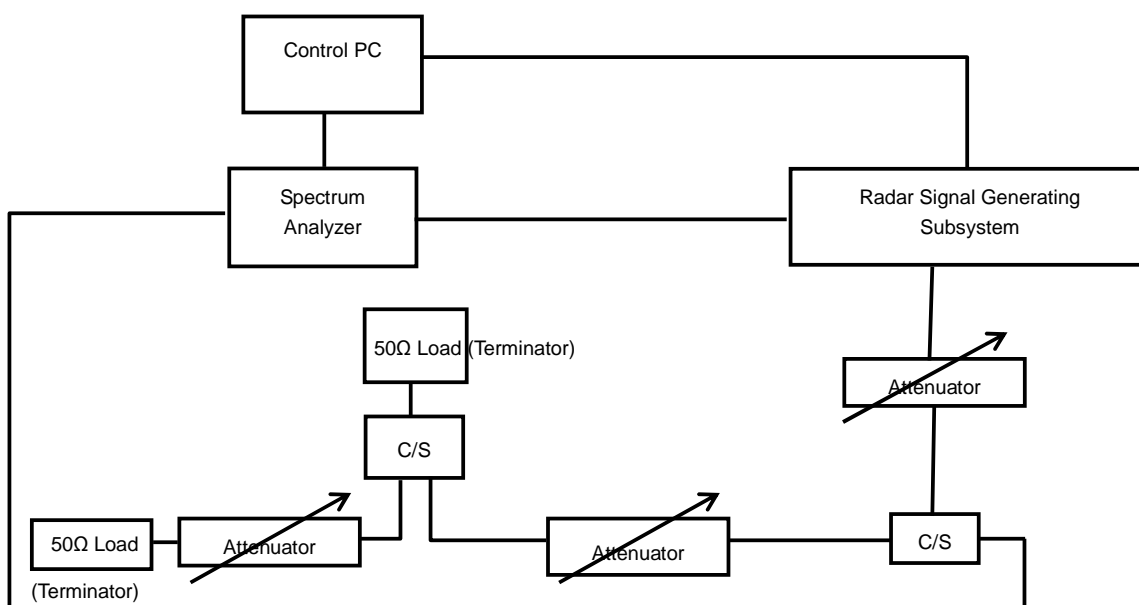 Control PC
Spectrum
Analyzer
Radar Signal Generating
Subsystem
50Ω Load (Terminator)
Attenuator
C/S
50Ω Load
(Terminator)
Attenuator
Attenuator
C/S